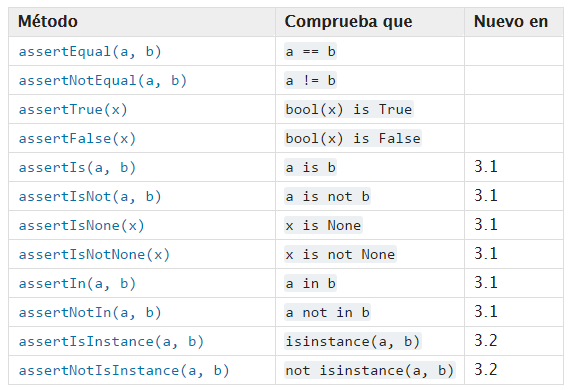 Método Comprueba que Nuevo en
assertEqual(a, b) a == b
assertNotEqual(a, b) a != b
assertTrue(x) bool(x) is True
assertFalse(x) bool(x) is False
assertIs(a, b) a is b 3.1
assertIsNot(a, b) a is not b 3.1
assertIsNone(x) x is None 3.1
assertIsNotNone(x) x is not None 3.1
assertIn(a, b) a in b 3.1
assertNotIn(a, b) a not in b 3.1
assertIsInstance(a, b) isinstance(a, b) 3.2
assertNotIsInstance(a, b) not isinstance(a, b) 3.2